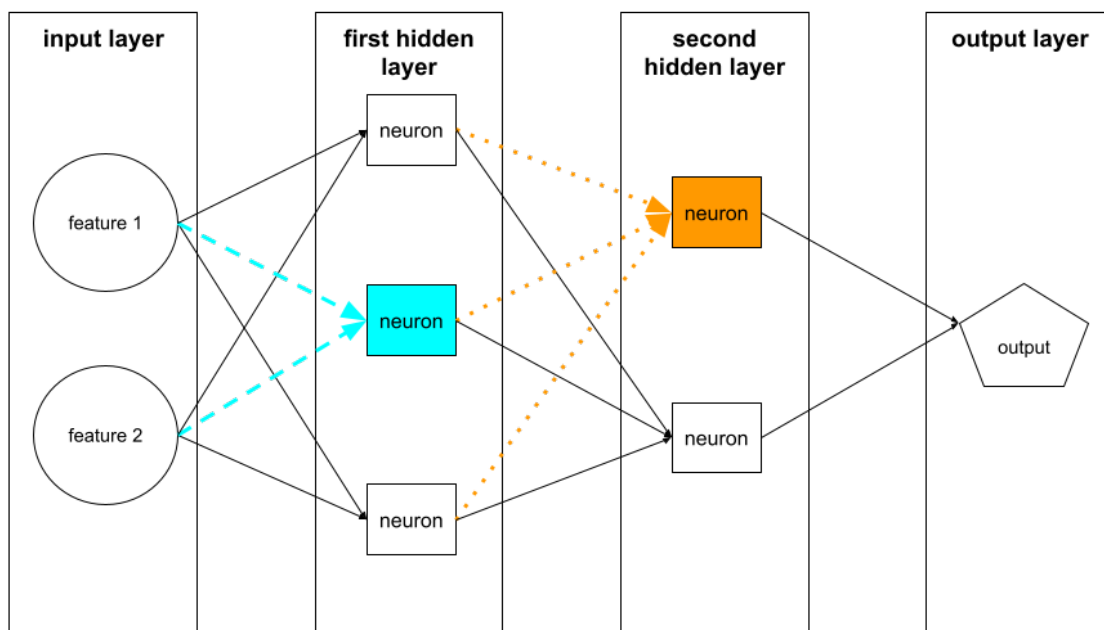 input layer
first hidden
layer
second
hidden layer
output layer
feature 1
feature 2
neuron
neuron
neuron
neuron
neuron
output